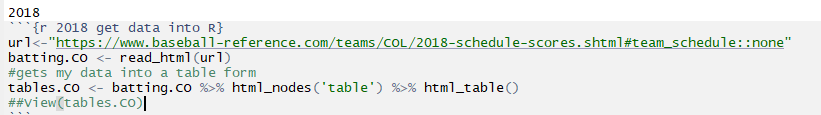 2018
```{r 2018 get data into R}
url<-"https://www.baseball-reference.com/teams/COL/2018-schedule-scores.shtml#team_schedule::none"
batting.CO <- read_html(url)
#gets my data into a table form
tables.CO <- batting.CO %>% html_nodes('table') %>% html_table()
##View(tables.CO)
```